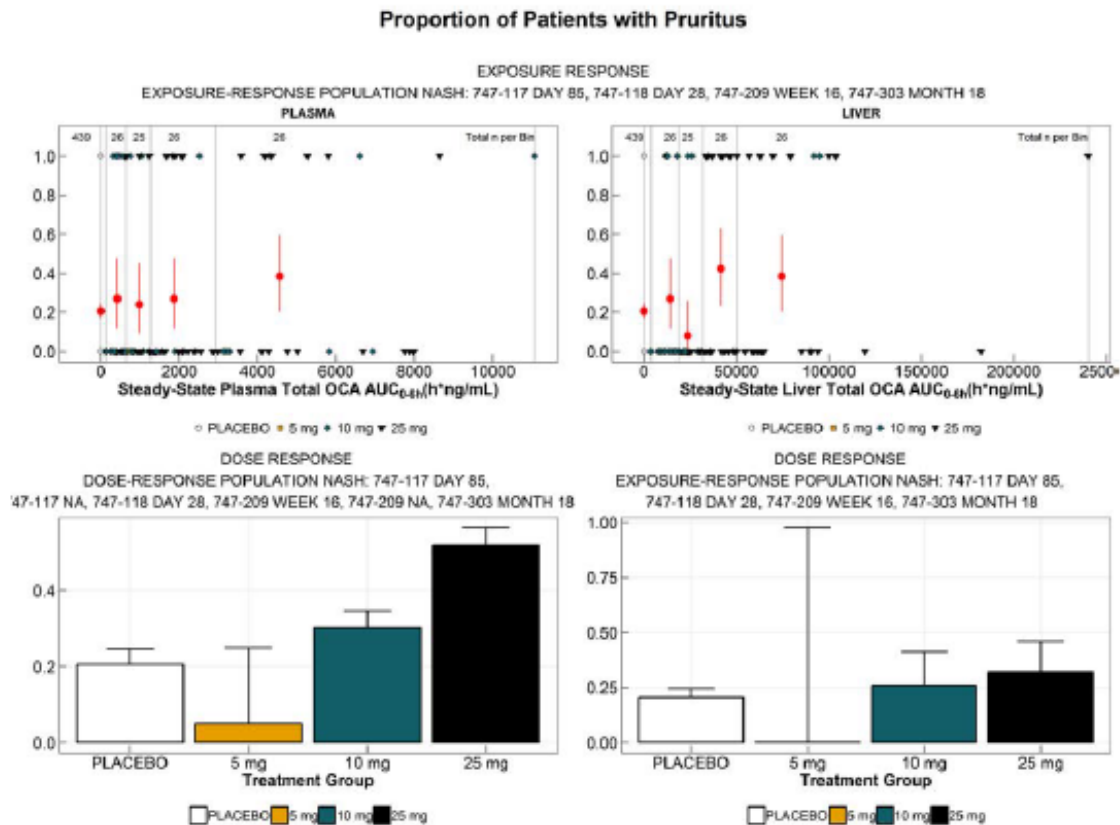 Proportion of Patients with Pruritus
EXPOSURE RESPONSE
EXPOSURE-RESPONSE POPULATION NASH: 747-117 DAY 85, 747-118 DAY 28, 747-209 WEEK 16, 747-303 MONTH 18
PLASMA
439 26 25 26 26 Total n per Bin
1.0
0.8
0.6
0.4
0.2
0.0
0 2000 4000 6000 8000 10000
Steady-State Plasma Total OCA AUC0-6h(h*ng/mL)
PLACEBO 5 mg 10 mg 25 mg
LIVER
439 26 25 26 26 Total n per Bin
1.0
0.8
0.6
0.4
0.2
0.0
0 50000 100000 150000 200000 2500
Steady-State Liver Total OCA AUC0-6h(h*ng/mL)
PLACEBO 5 mg 10 mg 25 mg
DOSE RESPONSE
DOSE-RESPONSE POPULATION NASH: 747-117 DAY 85,
'47-117 NA, 747-118 DAY 28, 747-209 WEEK 16, 747-209 NA, 747-303 MONTH 18
0.4
0.2
0.0
PLACEBO 5 mg 10 mg 25 mg
Treatment Group
PLACEBO 5 mg 10 mg 25 mg
DOSE RESPONSE
EXPOSURE-RESPONSE POPULATION NASH: 747-117 DAY 85,
747-118 DAY 28, 747-209 WEEK 16, 747-303 MONTH 18
1.00
0.75
0.50
0.25
0.00
PLACEBO 5 mg 10 mg 25 mg
Treatment Group
PLACEBO 5 mg 10 mg 25 mg